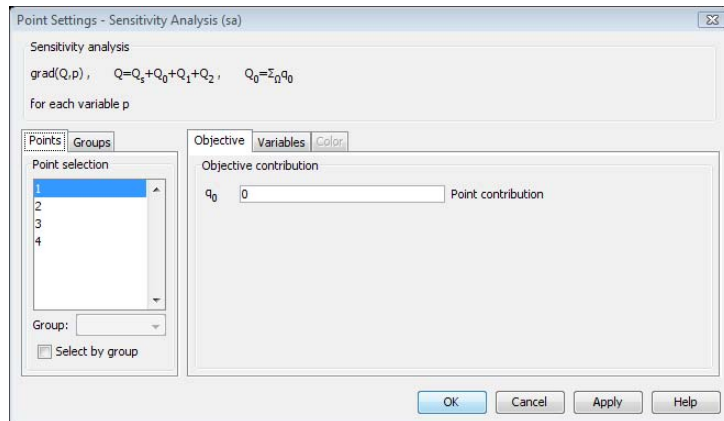 Point Settings - Sensitivity Analysis (sa)
Sensitivity analysis
grad(Q,p) , Q=Qs+Q0+Q1+Q2 , Q0=ΣΩq0
for each variable p
Points Groups
Objective Variables Color
Point selection
1
2
3
4
Group:
Select by group
Objective contribution
q0 0 Point contribution
OK Cancel Apply Help